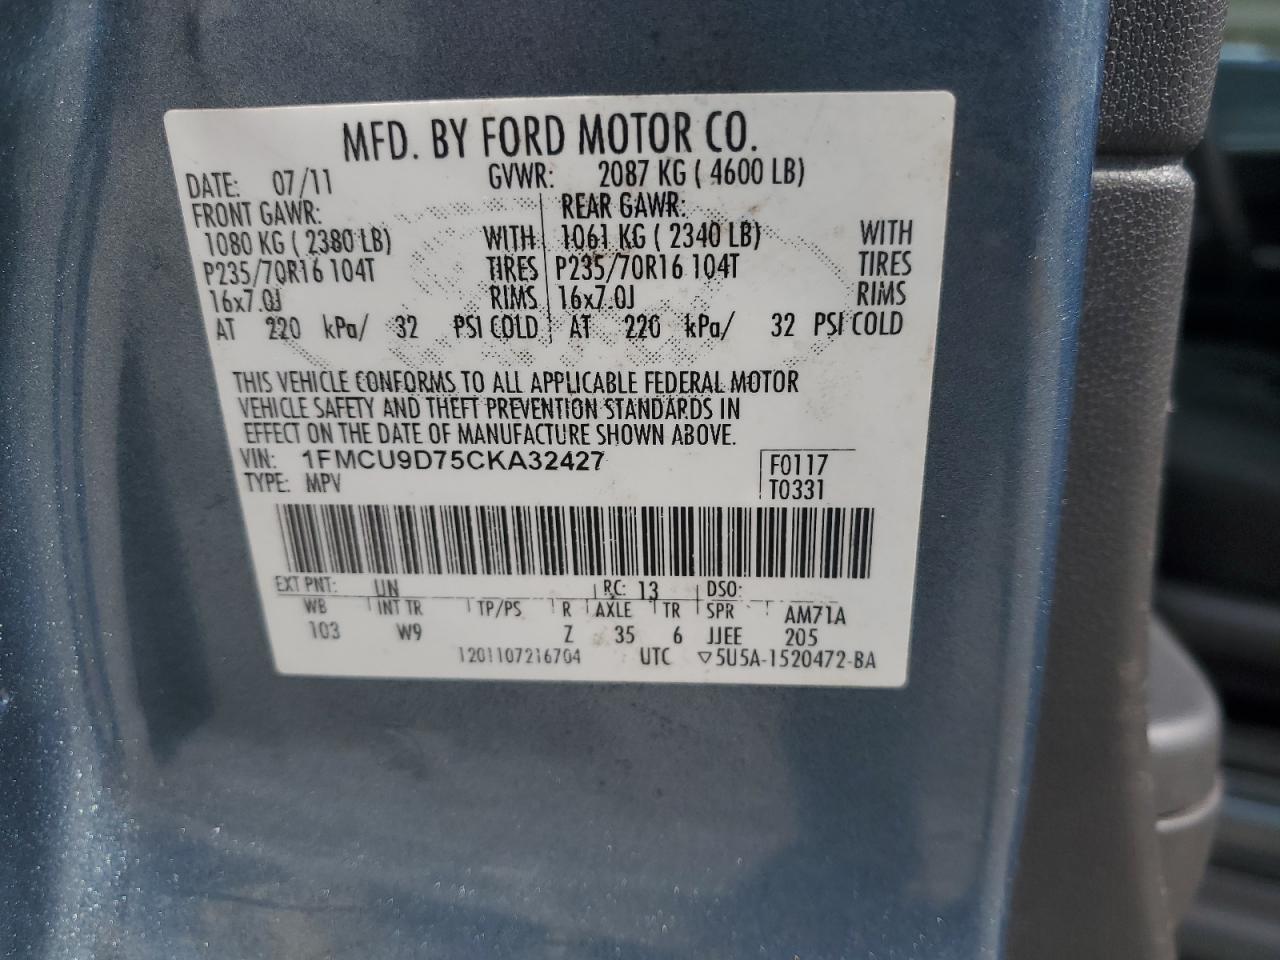 MFD. BY FORD MOTOR CO.
DATE: 07/11 GVWR: 2087 KG ( 4600 LB)
FRONT GAWR: REAR GAWR:
1080 KG ( 2380 LB) WITH 1061 KG ( 2340 LB) WITH
P235/70R16 104T TIRES P235/70R16 104T TIRES
16x7.0J RIMS 16x7.0J RIMS
AT 220 kPa/ 32 PSI COLD AT 220 kPa/ 32 PSI COLD
THIS VEHICLE CONFORMS TO ALL APPLICABLE FEDERAL MOTOR
VEHICLE SAFETY AND THEFT PREVENTION STANDARDS IN
EFFECT ON THE DATE OF MANUFACTURE SHOWN ABOVE.
VIN: 1FMCU9D75CKA32427 F0117
TYPE: MPV T0331
EXT PNT: UN RC: 13 DSO:
WB INT TR TP/PS R AXLE TR SPR AM71A
103 W9 Z 35 6 JJEE 205
1201107216704 UTC ▽5U5A-1520472-BA